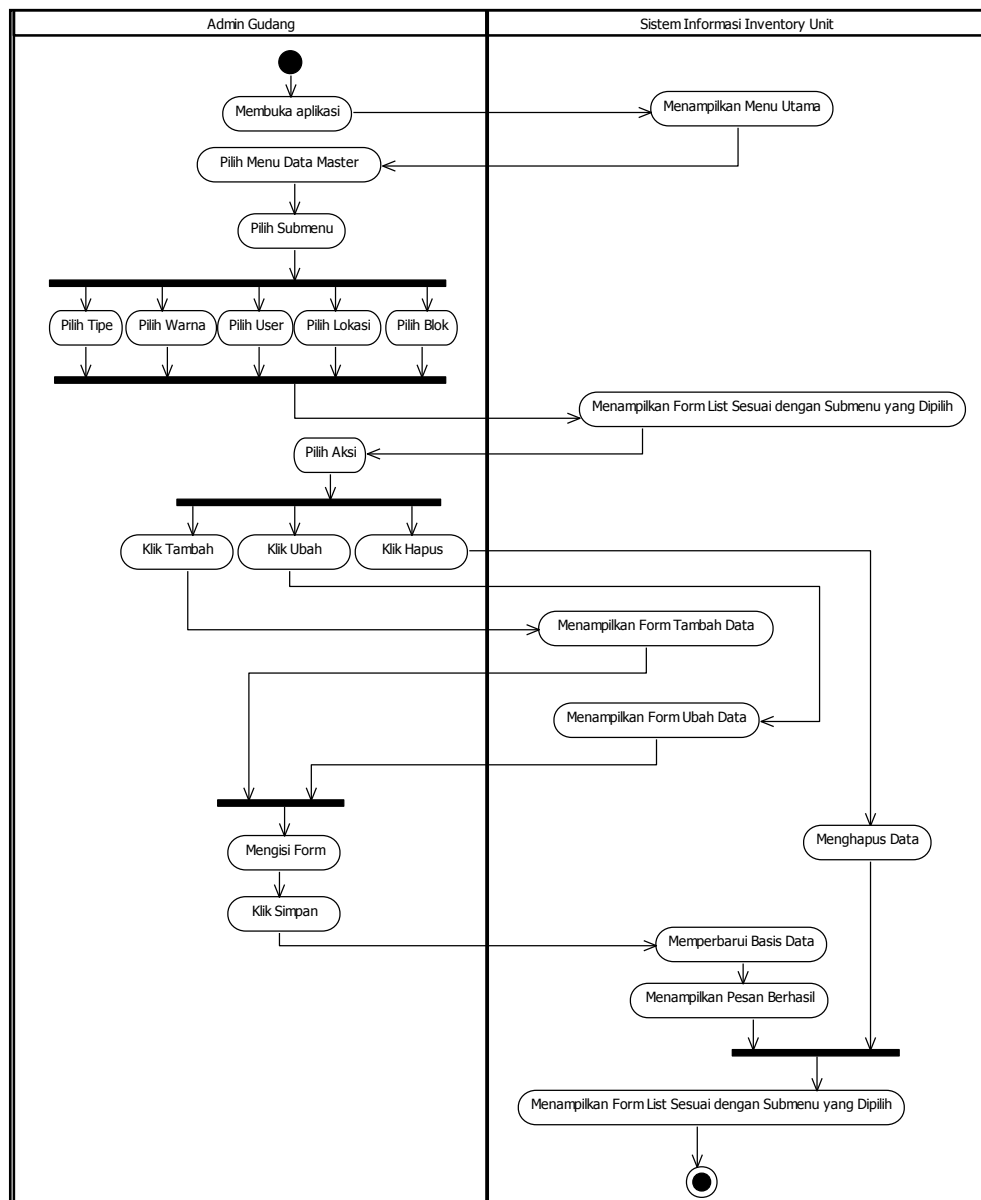 Admin Gudang
Sistem Informasi Inventory Unit
Membuka aplikasi
Menampilkan Menu Utama
Pilih Menu Data Master
Pilih Submenu
Pilih Tipe
Pilih Warna
Pilih User
Pilih Lokasi
Pilih Blok
Menampilkan Form List Sesuai dengan Submenu yang Dipilih
Pilih Aksi
Klik Tambah
Klik Ubah
Klik Hapus
Menampilkan Form Tambah Data
Menampilkan Form Ubah Data
Mengisi Form
Menghapus Data
Klik Simpan
Memperbarui Basis Data
Menampilkan Pesan Berhasil
Menampilkan Form List Sesuai dengan Submenu yang Dipilih